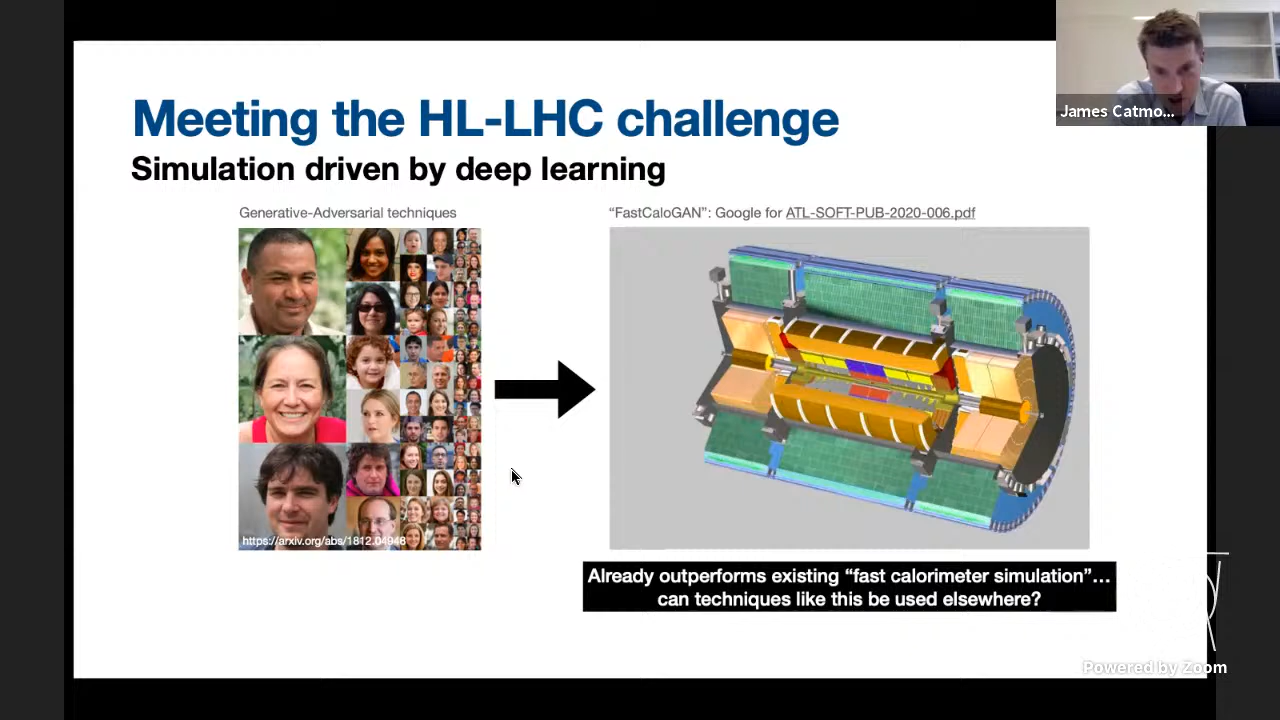 Meeting the HL-LHC challenge
Simulation driven by deep learning
Generative-Adversarial techniques
“FastCaloGAN”: Google for ATL-SOFT-PUB-2020-006.pdf
https://arxiv.org/abs/1812.04948
Already outperforms existing “fast calorimeter simulation”…
can techniques like this be used elsewhere?
James Catmo...
Powered by Zoom